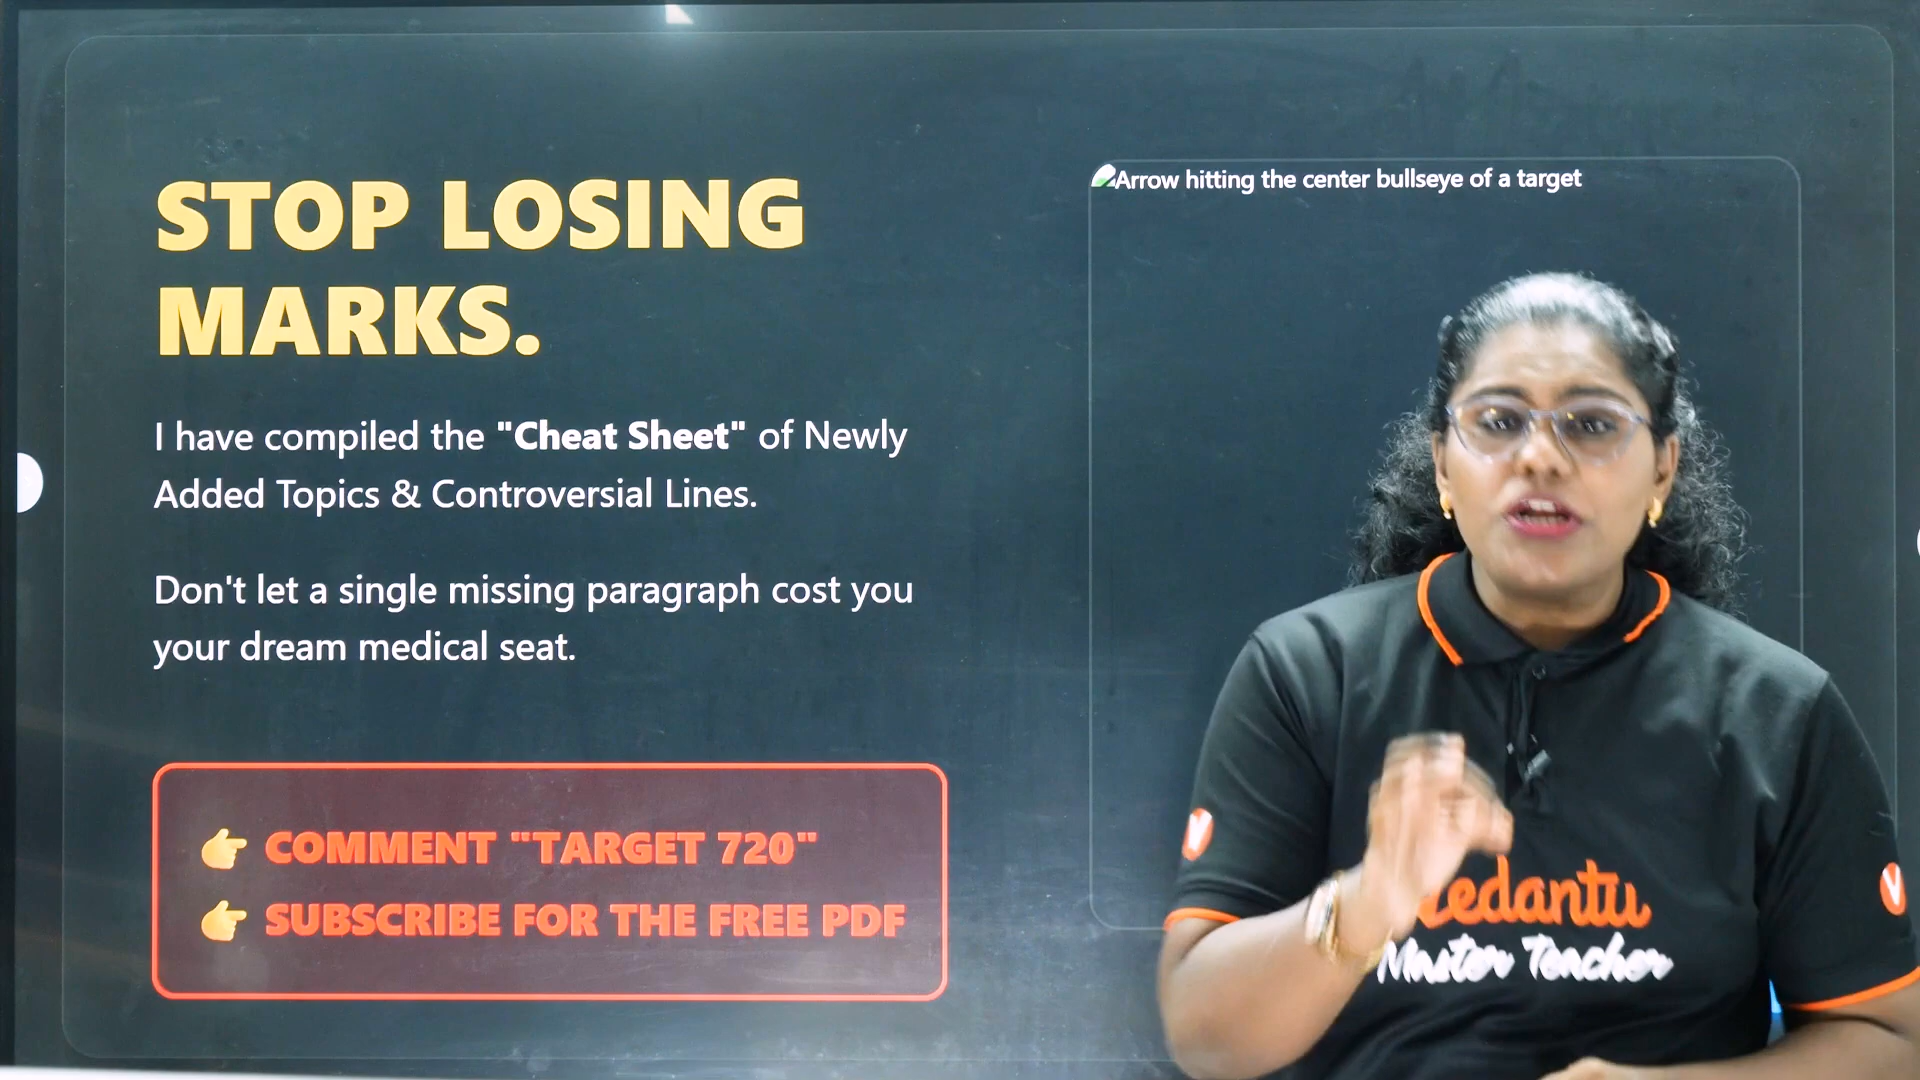 STOP LOSING
MARKS.
I have compiled the "Cheat Sheet" of Newly
Added Topics & Controversial Lines.
Don't let a single missing paragraph cost you
your dream medical seat.
👉 COMMENT "TARGET 720"
👉 SUBSCRIBE FOR THE FREE PDF
Arrow hitting the center bullseye of a target
Vedantu
Master Teacher
V
V